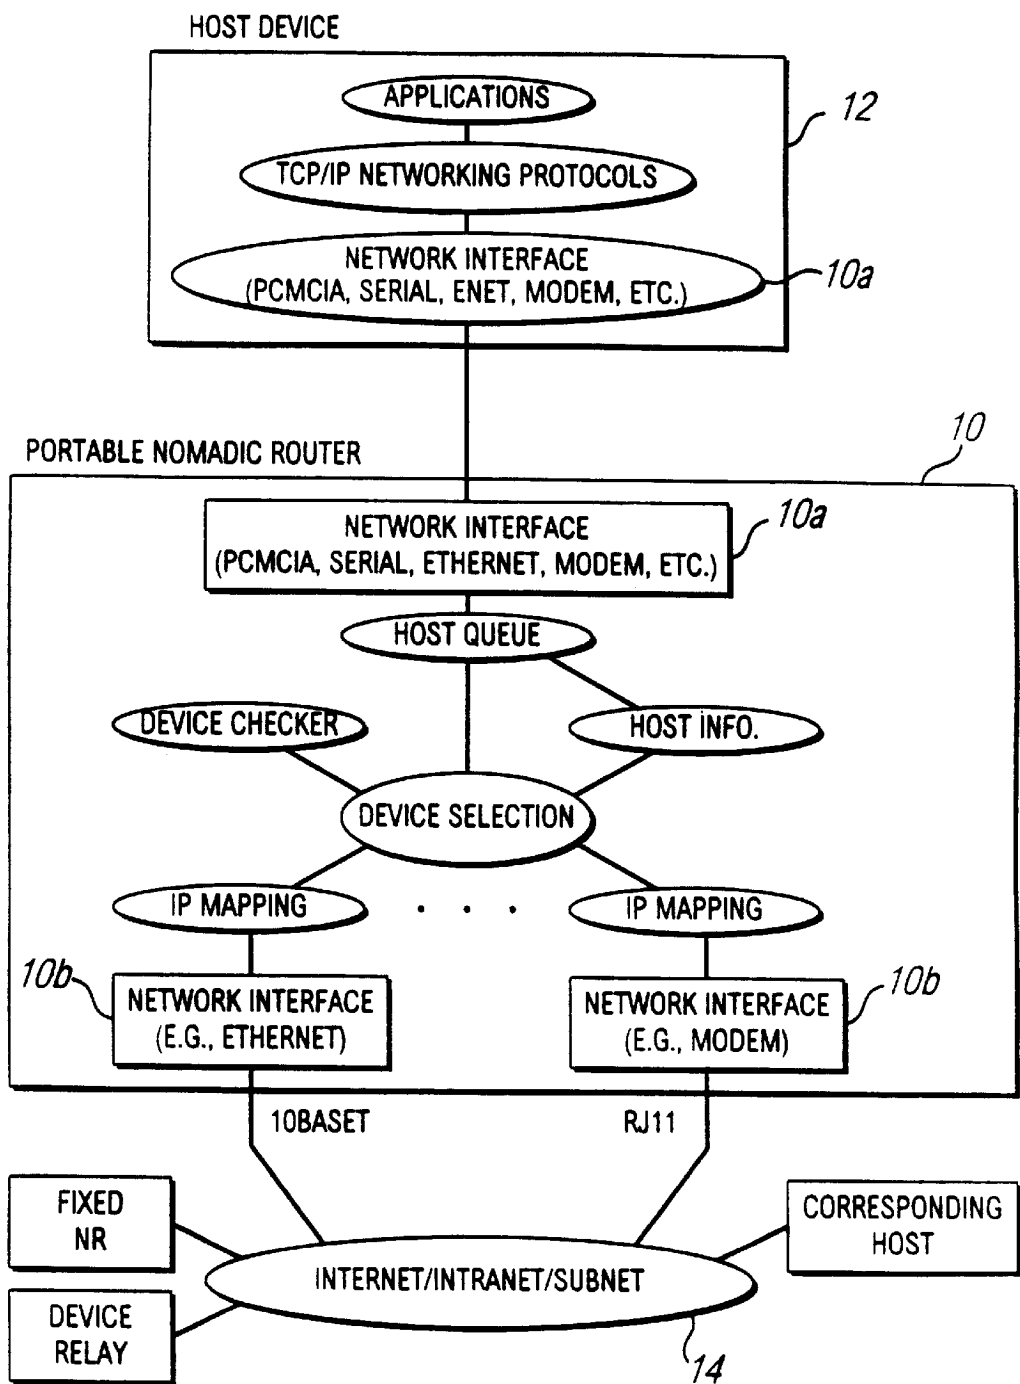 HOST DEVICE
APPLICATIONS
12
TCP/IP NETWORKING PROTOCOLS
NETWORK INTERFACE
(PCMCIA, SERIAL, ENET, MODEM, ETC.)
10a
PORTABLE NOMADIC ROUTER
10
NETWORK INTERFACE
(PCMCIA, SERIAL, ETHERNET, MODEM, ETC.)
10a
HOST QUEUE
DEVICE CHECKER
HOST INFO.
DEVICE SELECTION
IP MAPPING
. . .
IP MAPPING
10b
NETWORK INTERFACE
(E.G., ETHERNET)
NETWORK INTERFACE
(E.G., MODEM)
10b
10BASET
RJ11
FIXED
NR
CORRESPONDING
HOST
INTERNET/INTRANET/SUBNET
DEVICE
RELAY
14